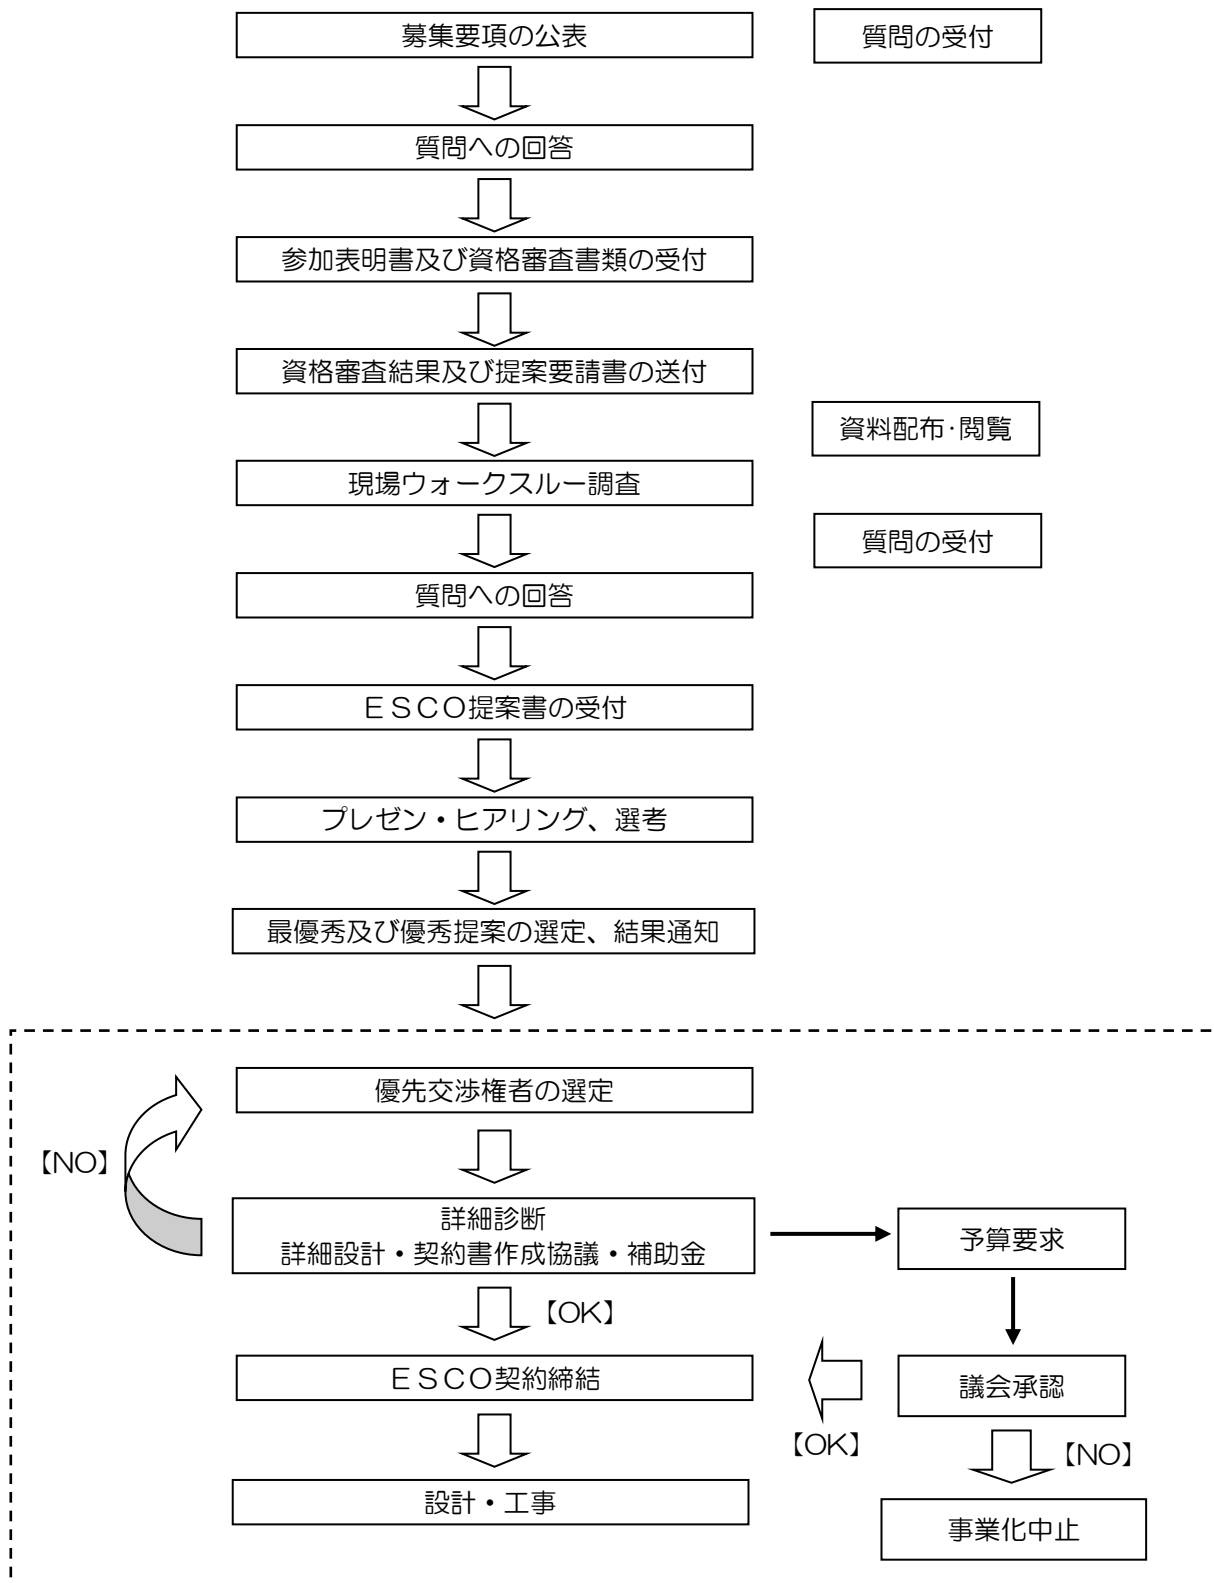 募集要項の公表
質問の受付
質問への回答
参加表明書及び資格審査書類の受付
資格審査結果及び提案要請書の送付
資料配布･閲覧
現場ウォークスルー調査
質問の受付
質問への回答
ＥＳＣＯ提案書の受付
プレゼン・ヒアリング、選考
最優秀及び優秀提案の選定、結果通知
優先交渉権者の選定
【NO】
詳細診断
詳細設計・契約書作成協議・補助金
予算要求
【OK】
ＥＳＣＯ契約締結
議会承認
【OK】
【NO】
設計・工事
事業化中止